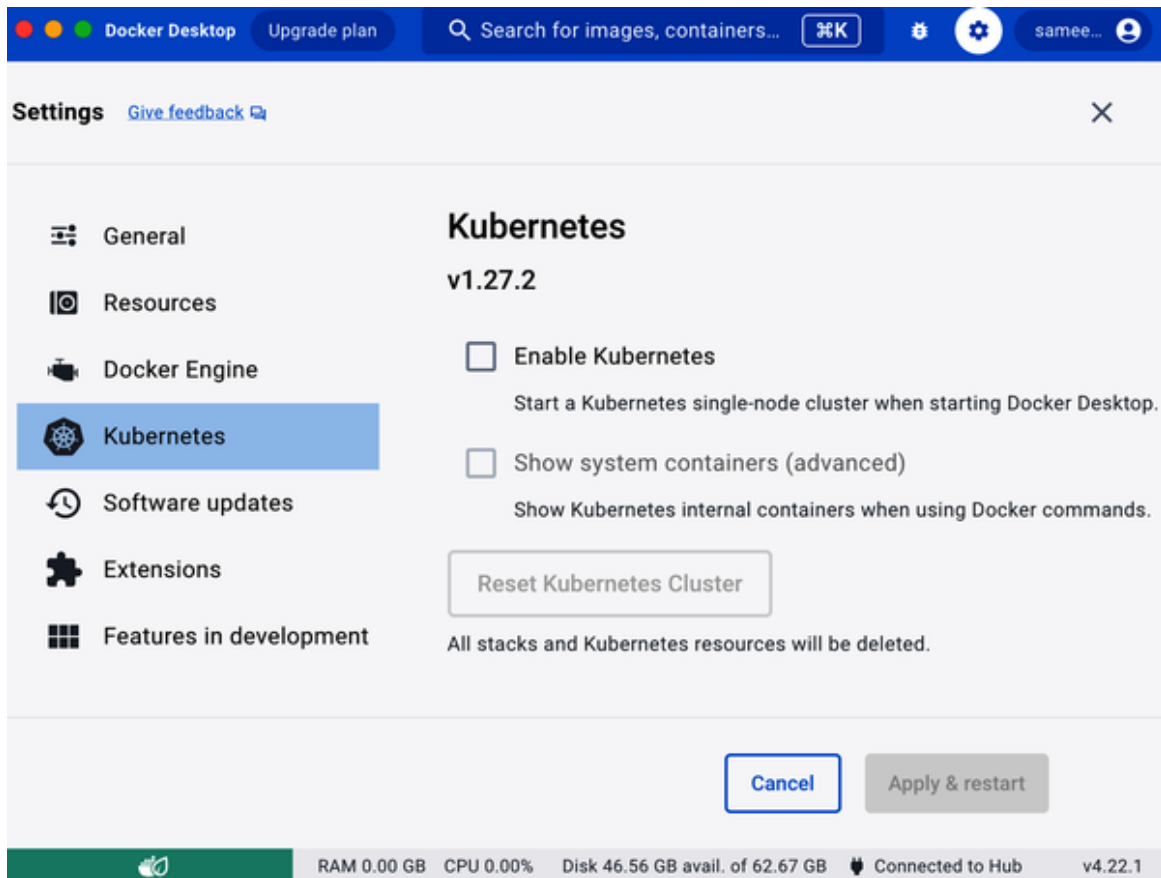 Docker Desktop Upgrade plan Search for images, containers... ⌘K samee...
Settings Give feedback
General
Resources
Docker Engine
Kubernetes
Software updates
Extensions
Features in development
Kubernetes
v1.27.2
Enable Kubernetes
Start a Kubernetes single-node cluster when starting Docker Desktop.
Show system containers (advanced)
Show Kubernetes internal containers when using Docker commands.
Reset Kubernetes Cluster
All stacks and Kubernetes resources will be deleted.
Cancel Apply & restart
RAM 0.00 GB CPU 0.00% Disk 46.56 GB avail. of 62.67 GB Connected to Hub v4.22.1